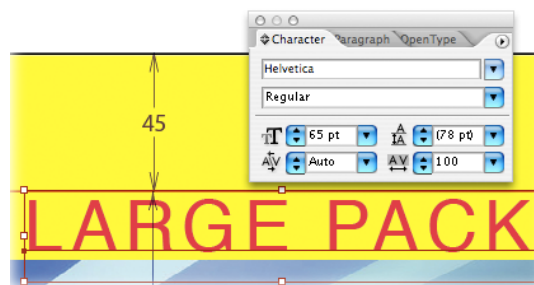 Character Paragraph OpenType
Helvetica
Regular
65 pt (78 pt)
Auto 100
45
LARGE PACK